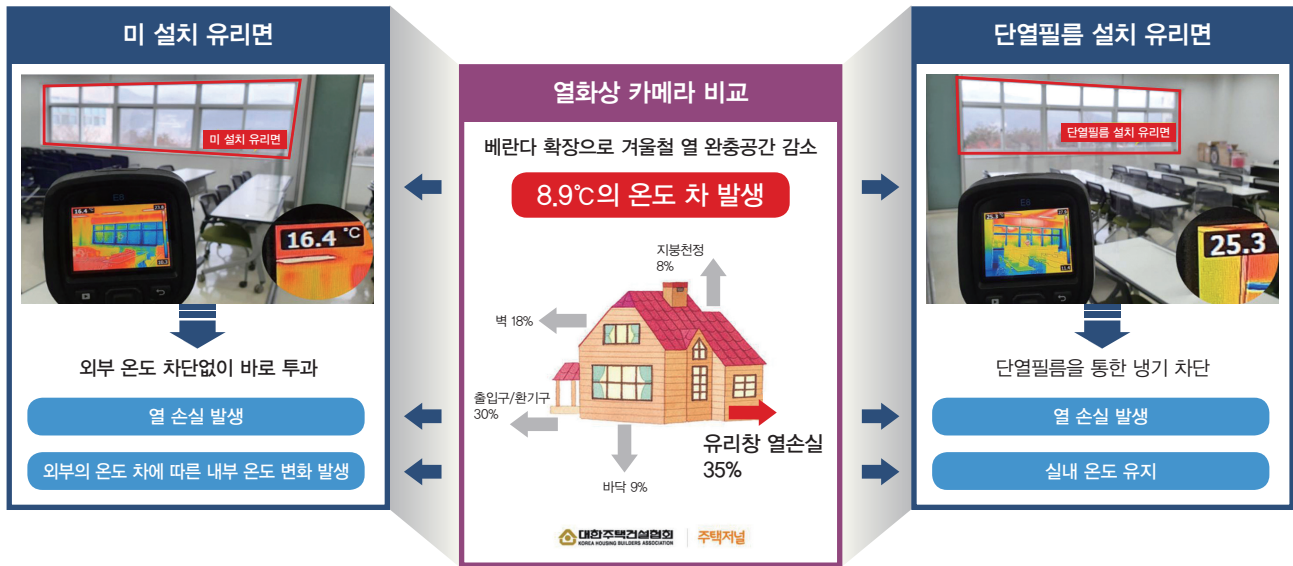 미 설치 유리면
미 설치 유리면
E8
16.4 °C
16.4 °C
외부 온도 차단없이 바로 투과
열 손실 발생
외부의 온도 차에 따른 내부 온도 변화 발생
열화상 카메라 비교
베란다 확장으로 겨울철 열 완충공간 감소
8.9℃의 온도 차 발생
지붕천정
8%
벽 18%
출입구/환기구
30%
유리창 열손실
35%
바닥 9%
대한주택건설협회
KOREA HOUSING BUILDERS ASSOCIATION
주택저널
단열필름 설치 유리면
단열필름 설치 유리면
E8
25.3
25.3
단열필름을 통한 냉기 차단
열 손실 발생
실내 온도 유지